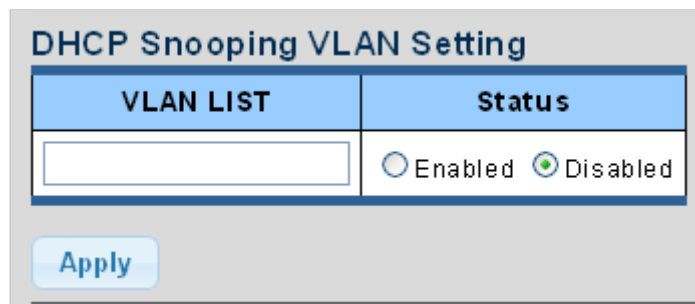 DHCP Snooping VLAN Setting
VLAN LIST Status
Enabled Disabled
Apply